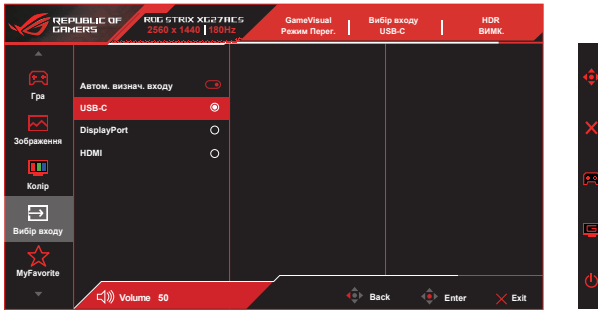 REPUBLIC OF
GAMERS
ROG STRIX XG27ACS
2560 x 1440 | 180Hz
GameVisual
Режим Перег.
Вибір входу
USB-C
HDR
ВИМК.
Гра
Зображення
Колір
Вибір входу
MyFavorite
Автом. визнач. входу
USB-C
DisplayPort
HDMI
Volume 50
Back
Enter
Exit